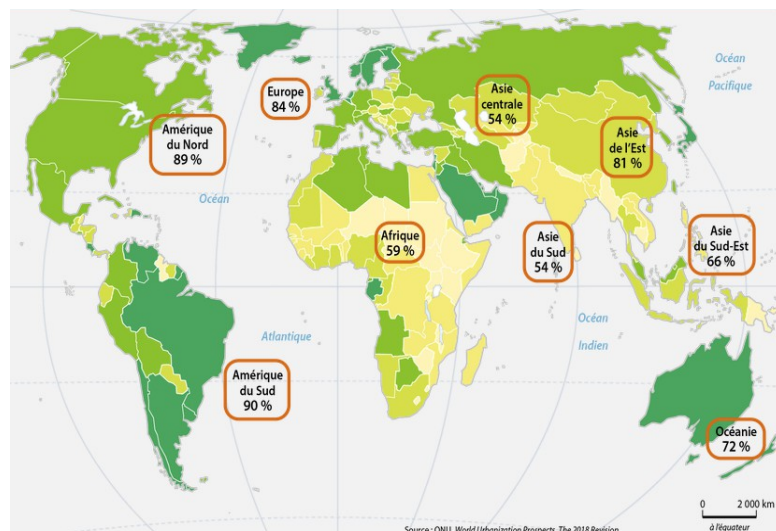 Océan
Pacifique
Europe
84 %
Asie
centrale
54 %
Amérique
du Nord
89 %
Asie
de l'Est
81 %
Océan
Afrique
59 %
Asie
du Sud
54 %
Asie
du Sud-Est
66 %
Océan
Indien
Atlantique
Amérique
du Sud
90 %
Océanie
72 %
0 2 000 km
à l'équateur
Source : ONU, World Urbanization Prospects. The 2018 Revision